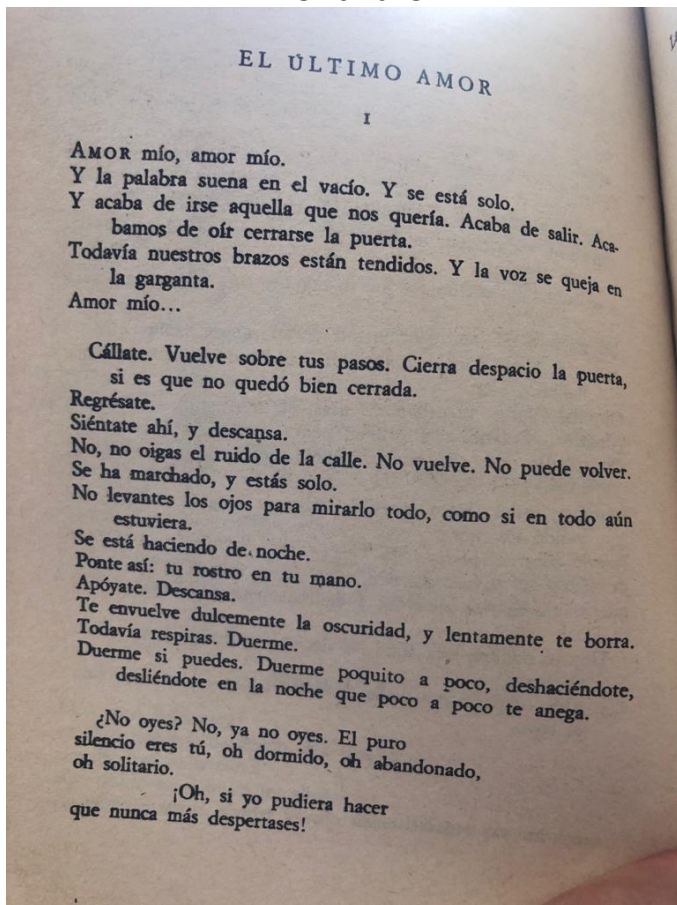 EL ÚLTIMO AMOR
I
AMOR mío, amor mío.
Y la palabra suena en el vacío. Y se está solo.
Y acaba de irse aquella que nos quería. Acaba de salir. Aca-
bamos de oír cerrarse la puerta.
Todavía nuestros brazos están tendidos. Y la voz se queja en
la garganta.
Amor mío...
Cállate. Vuelve sobre tus pasos. Cierra despacio la puerta,
si es que no quedó bien cerrada.
Regrésate.
Siéntate ahí, y descansa.
No, no oigas el ruido de la calle. No vuelve. No puede volver.
Se ha marchado, y estás solo.
No levantes los ojos para mirarlo todo, como si en todo aún
estuviera.
Se está haciendo de noche.
Ponte así: tu rostro en tu mano.
Apóyate. Descansa.
Te envuelve dulcemente la oscuridad, y lentamente te borra.
Todavía respiras. Duerme.
Duerme si puedes. Duerme poquito a poco, deshaciéndote,
desliéndote en la noche que poco a poco te anega.
¿No oyes? No, ya no oyes. El puro
silencio eres tú, oh dormido, oh abandonado,
oh solitario.
¡Oh, si yo pudiera hacer
que nunca más despertases!